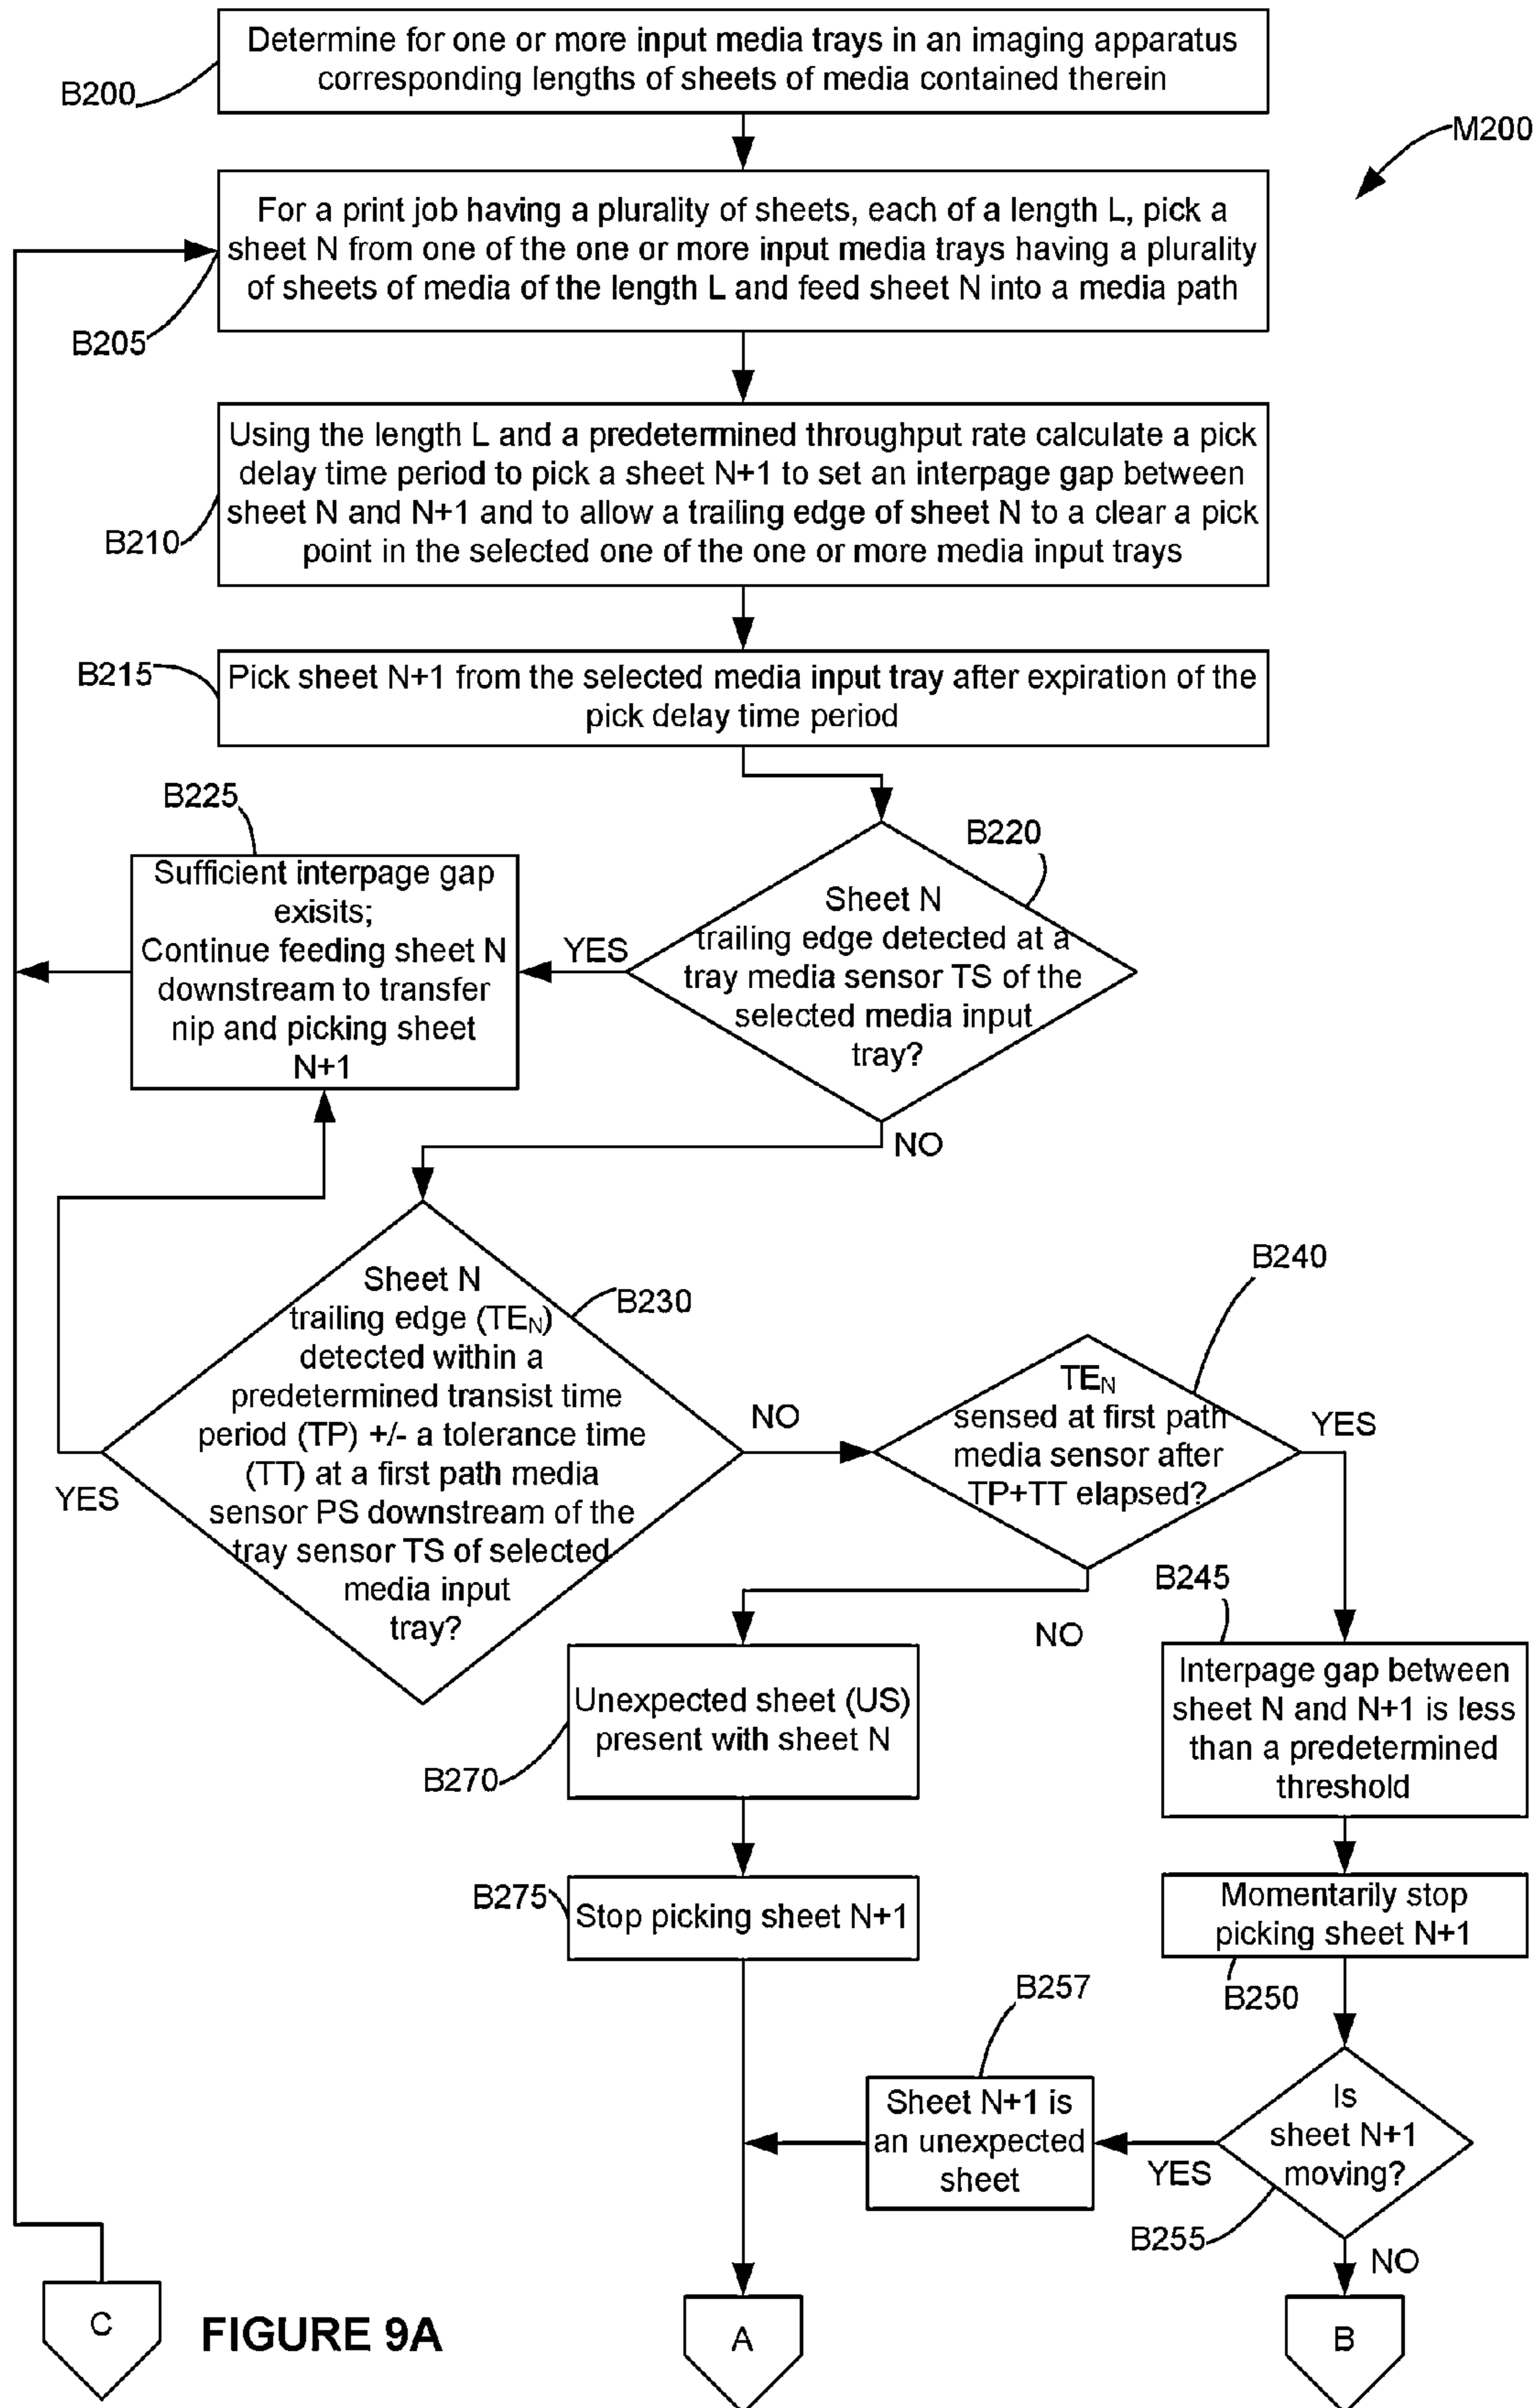 Determine for one or more input media trays in an imaging apparatus
corresponding lengths of sheets of media contained therein
B200
M200
For a print job having a plurality of sheets, each of a length L, pick a
sheet N from one of the one or more input media trays having a plurality
of sheets of media of the length L and feed sheet N into a media path
B205
Using the length L and a predetermined throughput rate calculate a pick
delay time period to pick a sheet N+1 to set an interpage gap between
sheet N and N+1 and to allow a trailing edge of sheet N to a clear a pick
point in the selected one of the one or more media input trays
B210
B215
Pick sheet N+1 from the selected media input tray after expiration of the
pick delay time period
B225
Sufficient interpage gap
exisits;
Continue feeding sheet N
downstream to transfer
nip and picking sheet
N+1
YES
B220
Sheet N
trailing edge detected at a
tray media sensor TS of the
selected media input
tray?
NO
Sheet N
trailing edge (TEN)
detected within a
predetermined transist time
period (TP) +/- a tolerance time
(TT) at a first path media
sensor PS downstream of the
tray sensor TS of selected
media input
tray?
B230
YES
NO
B240
TEN
sensed at first path
media sensor after
TP+TT elapsed?
YES
NO
B245
Interpage gap between
sheet N and N+1 is less
than a predetermined
threshold
Unexpected sheet (US)
present with sheet N
B270
B275
Stop picking sheet N+1
Momentarily stop
picking sheet N+1
B250
B257
Sheet N+1 is
an unexpected
sheet
YES
Is
sheet N+1
moving?
B255
NO
C
FIGURE 9A
A
B